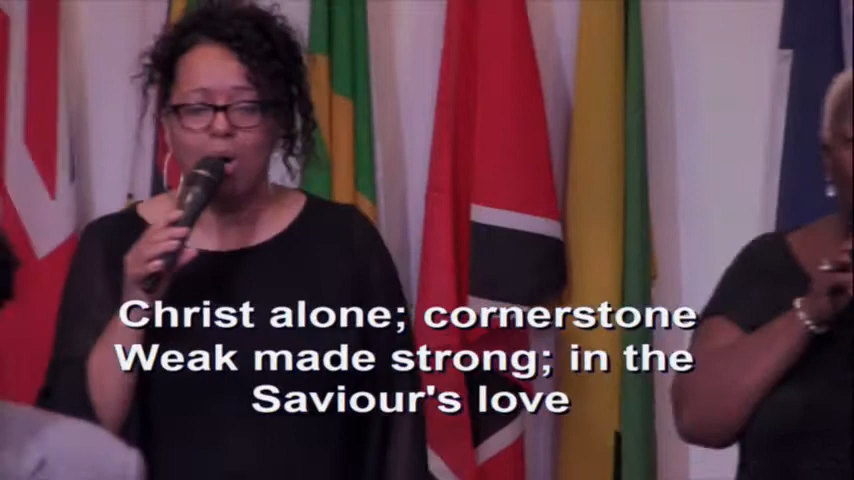 Christ alone; cornerstone
Weak made strong; in the
Saviour's love